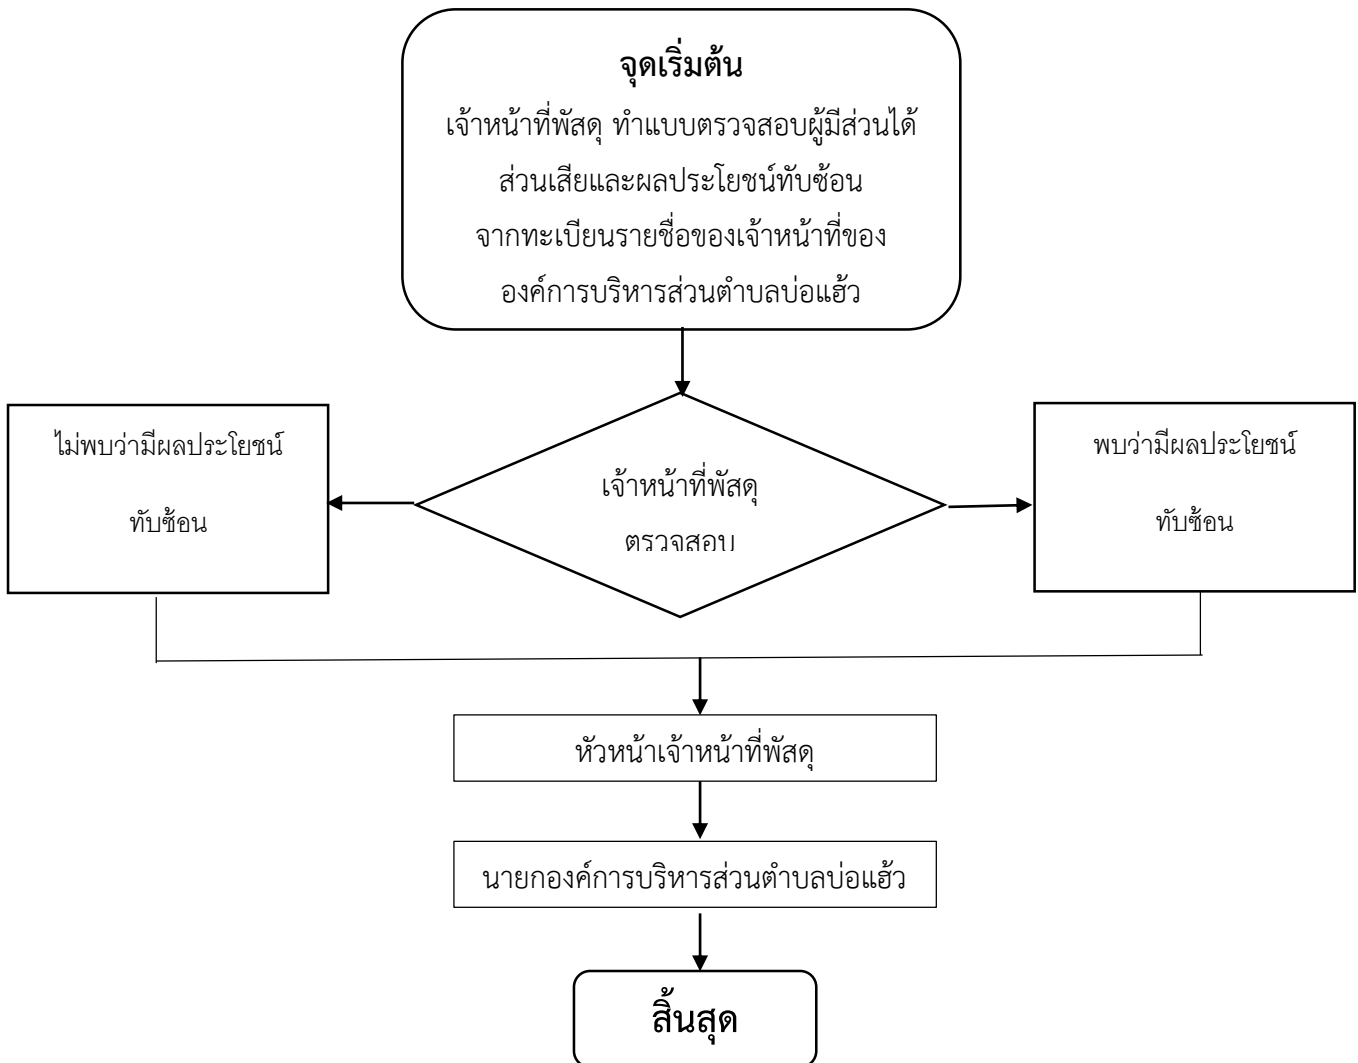 จุดเริ่มต้น
เจ้าหน้าที่พัสดุ ทำแบบตรวจสอบผู้มีส่วนได้
ส่วนเสียและผลประโยชน์ทับซ้อน
จากทะเบียนรายชื่อของเจ้าหน้าที่ของ
องค์การบริหารส่วนตำบลบ่อแฮ้ว
ไม่พบว่ามีผลประโยชน์
ทับซ้อน
เจ้าหน้าที่พัสดุ
ตรวจสอบ
พบว่ามีผลประโยชน์
ทับซ้อน
หัวหน้าเจ้าหน้าที่พัสดุ
นายกองค์การบริหารส่วนตำบลบ่อแฮ้ว
สิ้นสุด